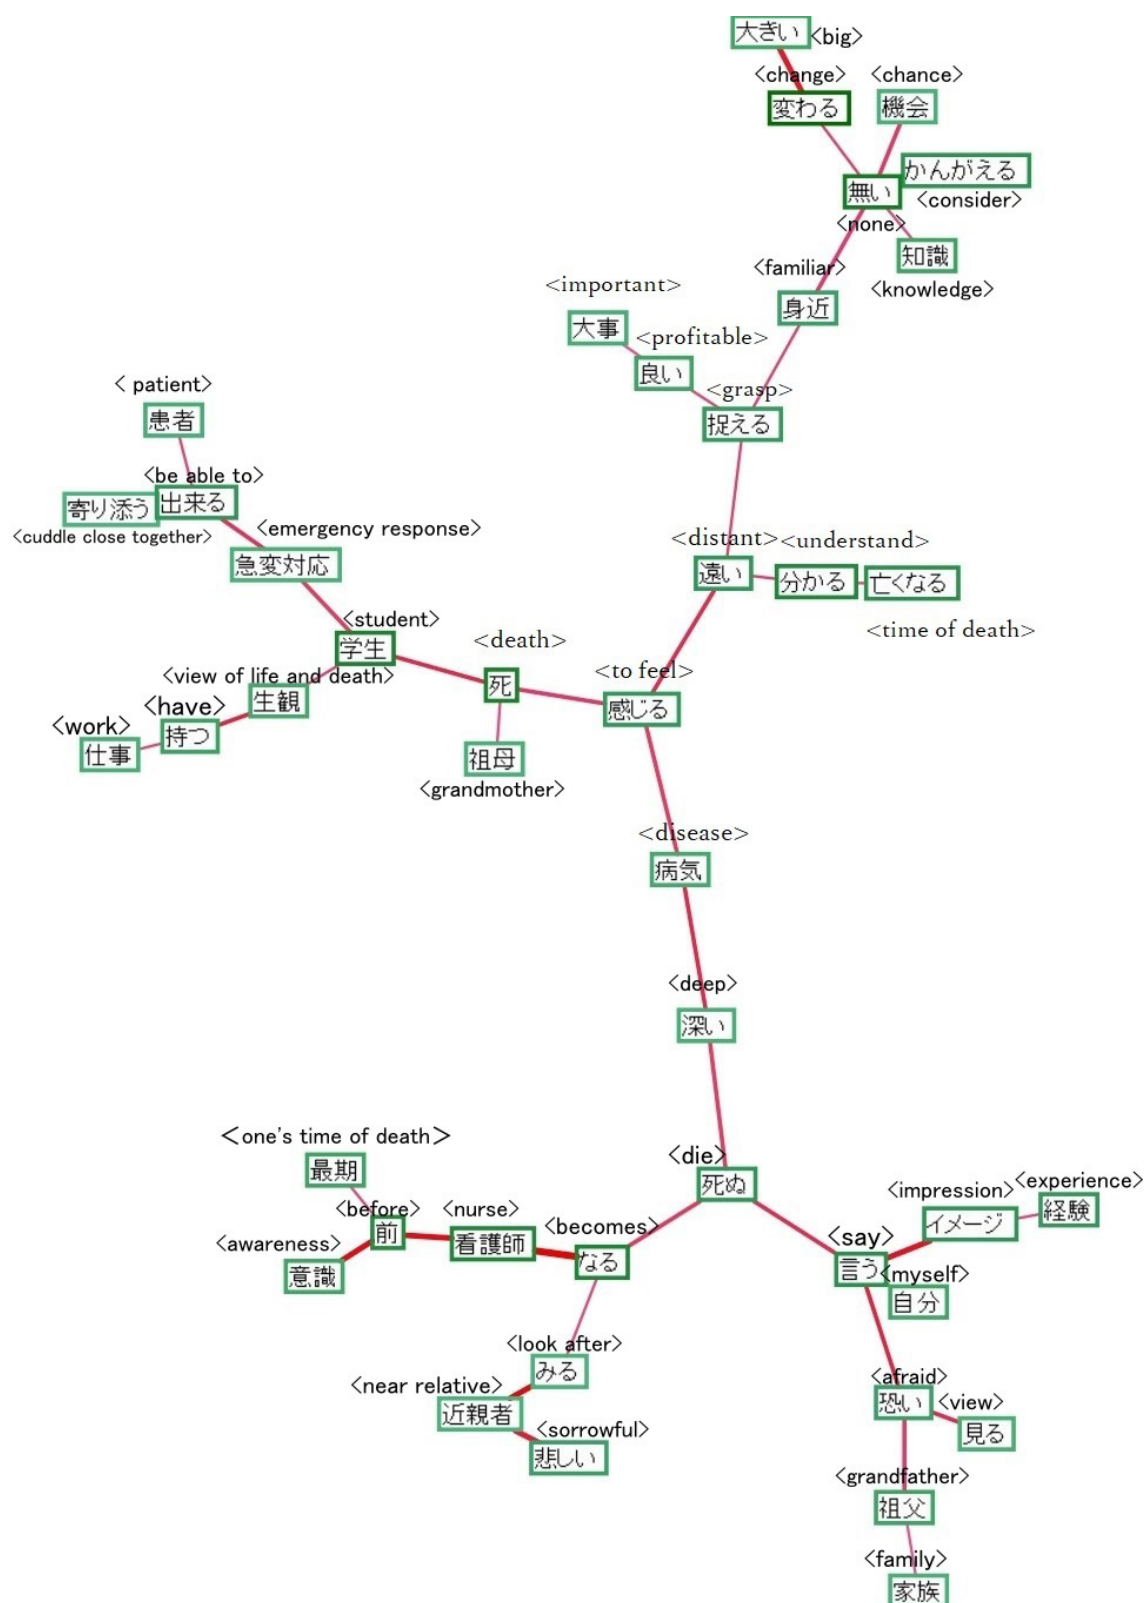 大きい
<big>
<change>
変わる
<chance>
機会
かんがえる
<consider>
無い
<none>
知識
<knowledge>
<familiar>
身近
<important>
大事
<profitable>
良い
<grasp>
捉える
< patient>
患者
<be able to>
出来る
寄り添う
<cuddle close together>
<emergency response>
急変対応
<distant>
遠い
<understand>
分かる
亡くなる
<time of death>
<student>
学生
<death>
死
<to feel>
感じる
<view of life and death>
生観
<have>
持つ
<work>
仕事
祖母
<grandmother>
<disease>
病気
<deep>
深い
<die>
死ぬ
<one's time of death>
最期
<before>
前
<nurse>
看護師
<becomes>
なる
<awareness>
意識
<impression>
イメージ
<experience>
経験
<say>
言う
<myself>
自分
<look after>
みる
<near relative>
近親者
<sorrowful>
悲しい
<afraid>
恐い
<view>
見る
<grandfather>
祖父
<family>
家族